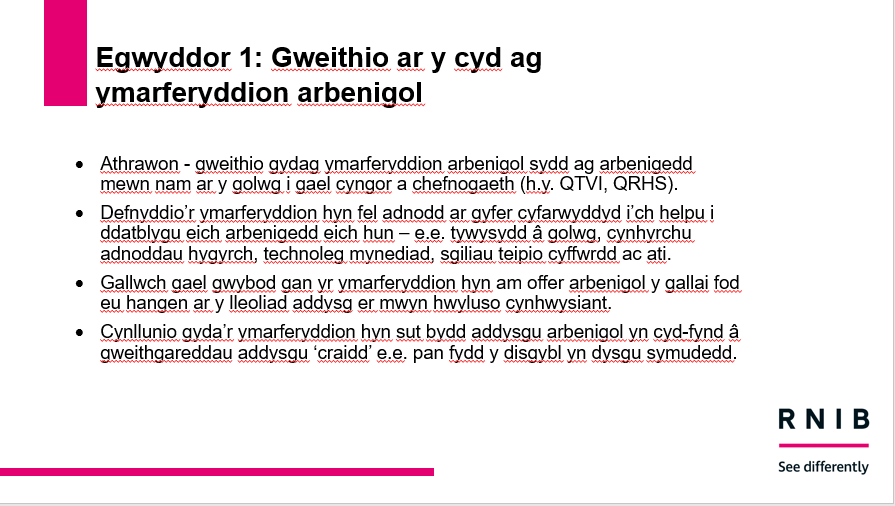 Egwyddor 1: Gweithio ar y cyd ag
ymarferyddion arbenigol
• Athrawon - gweithio gydag ymarferyddion arbenigol sydd ag arbenigedd
mewn nam ar y golwg i gael cyngor a chefnogaeth (h.y. QTVI, QRHS).
• Defnyddio’r ymarferyddion hyn fel adnodd ar gyfer cyfarwyddyd i’ch helpu i
ddatblygu eich arbenigedd eich hun – e.e. tywysydd â golwg, cynhyrchu
adnoddau hygyrch, technoleg mynediad, sgiliau teipio cyffwrdd ac ati.
• Gallwch gael gwybod gan yr ymarferyddion hyn am offer arbenigol y gallai fod
eu hangen ar y lleoliad addysg er mwyn hwyluso cynhwysiant.
• Cynllunio gyda’r ymarferyddion hyn sut bydd addysgu arbenigol yn cyd-fynd â
gweithgareddau addysgu ‘craidd’ e.e. pan fydd y disgybl yn dysgu symudedd.
RNIB
See differently